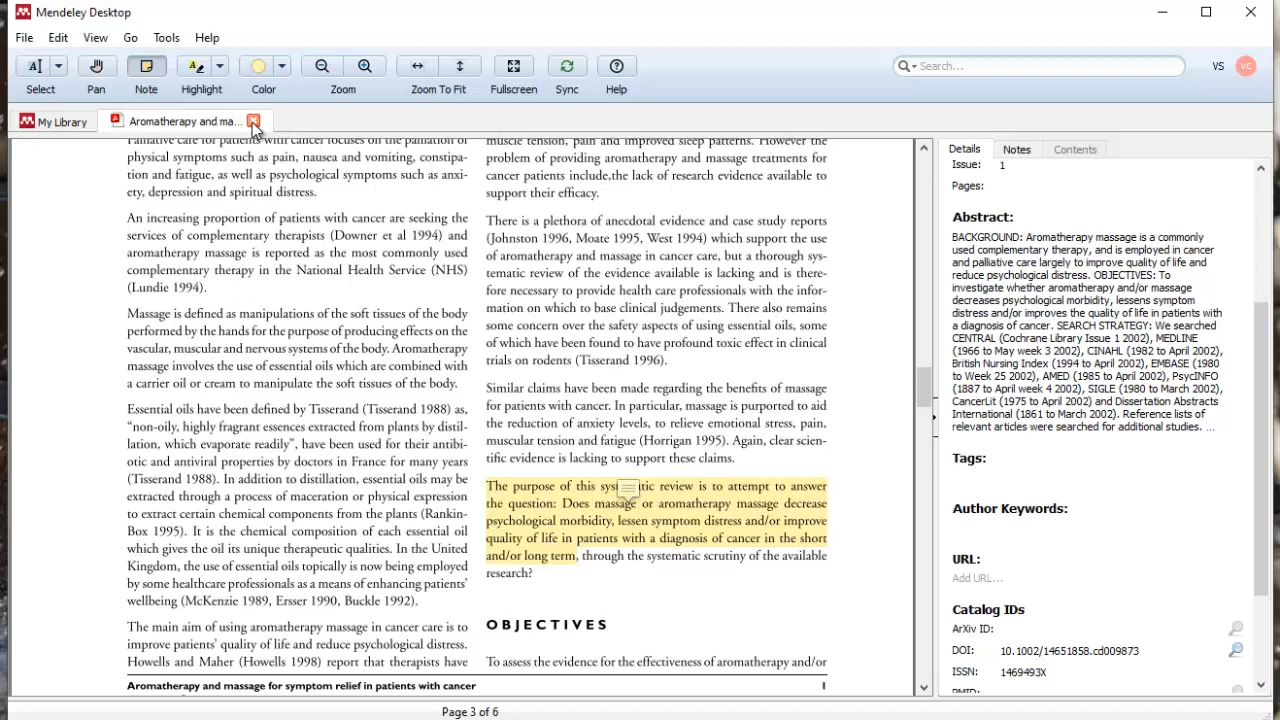 Mendeley Desktop
File Edit View Go Tools Help
Select Pan Note Highlight Color Zoom Zoom To Fit Fullscreen Sync Help
Search...
VS VC
My Library
Aromatherapy and ma...
Palliative care for patients with cancer focuses on the palliation of
physical symptoms such as pain, nausea and vomiting, constipa-
tion and fatigue, as well as psychological symptoms such as anxi-
ety, depression and spiritual distress.
An increasing proportion of patients with cancer are seeking the
services of complementary therapists (Downer et al 1994) and
aromatherapy massage is reported as the most commonly used
complementary therapy in the National Health Service (NHS)
(Lundie 1994).
Massage is defined as manipulations of the soft tissues of the body
performed by the hands for the purpose of producing effects on the
vascular, muscular and nervous systems of the body. Aromatherapy
massage involves the use of essential oils which are combined with
a carrier oil or cream to manipulate the soft tissues of the body.
Essential oils have been defined by Tisserand (Tisserand 1988) as,
“non-oily, highly fragrant essences extracted from plants by distil-
lation, which evaporate readily”, have been used for their antibi-
otic and antiviral properties by doctors in France for many years
(Tisserand 1988). In addition to distillation, essential oils may be
extracted through a process of maceration or physical expression
to extract certain chemical components from the plants (Rankin-
Box 1995). It is the chemical composition of each essential oil
which gives the oil its unique therapeutic qualities. In the United
Kingdom, the use of essential oils topically is now being employed
by some healthcare professionals as a means of enhancing patients’
wellbeing (McKenzie 1989, Ersser 1990, Buckle 1992).
The main aim of using aromatherapy massage in cancer care is to
improve patients’ quality of life and reduce psychological distress.
Howells and Maher (Howells 1998) report that therapists have
muscle tension, pain and improved sleep patterns. However the
problem of providing aromatherapy and massage treatments for
cancer patients include,the lack of research evidence available to
support their efficacy.
There is a plethora of anecdotal evidence and case study reports
(Johnston 1996, Moate 1995, West 1994) which support the use
of aromatherapy and massage in cancer care, but a thorough sys-
tematic review of the evidence available is lacking and is there-
fore necessary to provide health care professionals with the infor-
mation on which to base clinical judgements. There also remains
some concern over the safety aspects of using essential oils, some
of which have been found to have profound toxic effect in clinical
trials on rodents (Tisserand 1996).
Similar claims have been made regarding the benefits of massage
for patients with cancer. In particular, massage is purported to aid
the reduction of anxiety levels, to relieve emotional stress, pain,
muscular tension and fatigue (Horrigan 1995). Again, clear scien-
tific evidence is lacking to support these claims.
The purpose of this systematic review is to attempt to answer
the question: Does massage or aromatherapy massage decrease
psychological morbidity, lessen symptom distress and/or improve
quality of life in patients with a diagnosis of cancer in the short
and/or long term, through the systematic scrutiny of the available
research?
OBJECTIVES
To assess the evidence for the effectiveness of aromatherapy and/or
Aromatherapy and massage for symptom relief in patients with cancer 1
Page 3 of 6
Details Notes Contents
Issue: 1
Pages:
Abstract:
BACKGROUND: Aromatherapy massage is a commonly
used complementary therapy, and is employed in cancer
and palliative care largely to improve quality of life and
reduce psychological distress. OBJECTIVES: To
investigate whether aromatherapy and/or massage
decreases psychological morbidity, lessens symptom
distress and/or improves the quality of life in patients with
a diagnosis of cancer. SEARCH STRATEGY: We searched
CENTRAL (Cochrane Library Issue 1 2002), MEDLINE
(1966 to May week 3 2002), CINAHL (1982 to April 2002),
British Nursing Index (1994 to April 2002), EMBASE (1980
to Week 25 2002), AMED (1985 to April 2002), PsycINFO
(1887 to April week 4 2002), SIGLE (1980 to March 2002),
CancerLit (1975 to April 2002) and Dissertation Abstracts
International (1861 to March 2002). Reference lists of
relevant articles were searched for additional studies. ...
Tags:
Author Keywords:
URL:
Add URL...
Catalog IDs
ArXiv ID:
DOI: 10.1002/14651858.cd009873
ISSN: 1469493X
PMID: